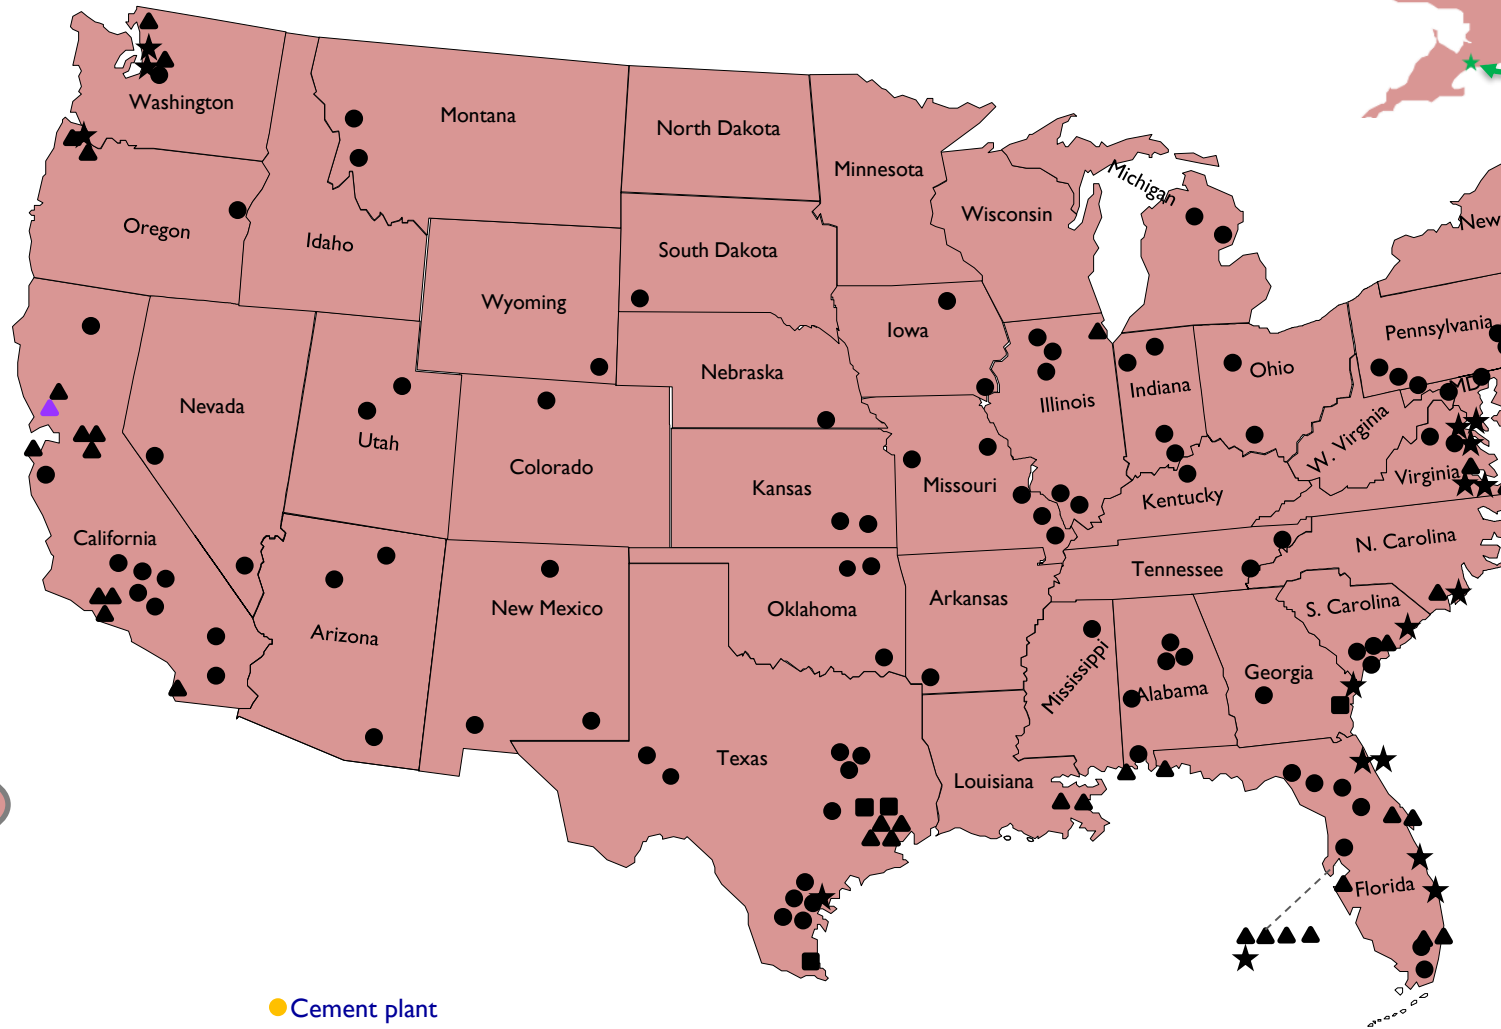 Washington
Montana
North Dakota
Minnesota
Michigan
Wisconsin
New
Oregon
Idaho
South Dakota
Wyoming
Iowa
Pennsylvania
Nebraska
Illinois
Indiana
Ohio
MD
Nevada
Utah
Colorado
Kansas
Missouri
Kentucky
W. Virginia
Virginia
California
Arizona
New Mexico
Oklahoma
Arkansas
Tennessee
N. Carolina
S. Carolina
Mississippi
Alabama
Georgia
Texas
Louisiana
Florida
Cement plant